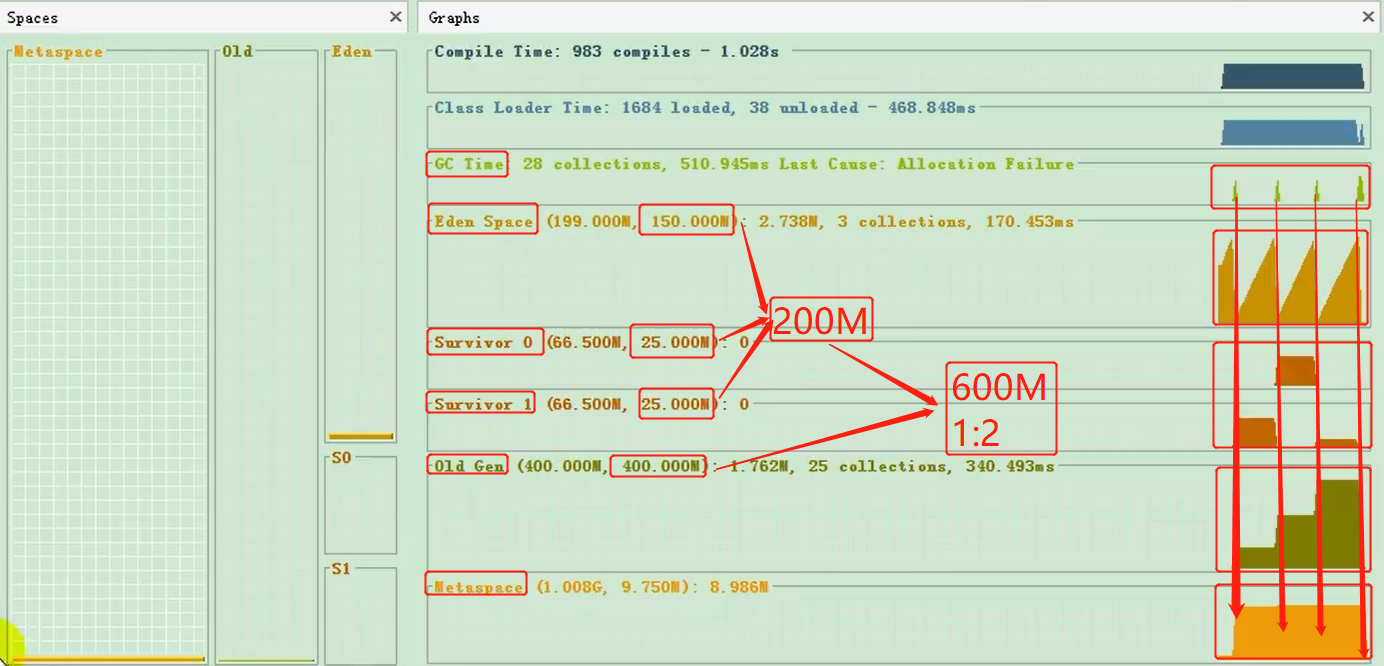 Spaces
Graphs
Metaspace
Old
Eden
S0
S1
Compile Time: 983 compiles - 1.028s
Class Loader Time: 1684 loaded, 38 unloaded - 468.848ms
GC Time: 28 collections, 510.945ms Last Cause: Allocation Failure
Eden Space (199.000M, 150.000M): 2.738M, 3 collections, 170.453ms
200M
Survivor 0 (66.500M, 25.000M): 0
600M
1:2
Survivor 1 (66.500M, 25.000M): 0
Old Gen (400.000M, 400.000M): 1.762M, 25 collections, 340.493ms
Metaspace (1.008G, 9.750M): 8.986M